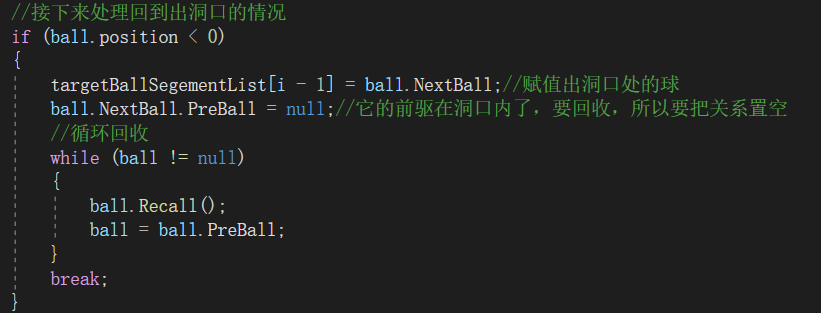 //接下来处理回到出洞口的情况
if (ball.position < 0)
{
targetBallSegementList[i - 1] = ball.NextBall;//赋值出洞口处的球
ball.NextBall.PreBall = null;//它的前驱在洞口内了，要回收，所以要把关系置空
//循环回收
while (ball != null)
{
ball.Recall();
ball = ball.PreBall;
}
break;
}